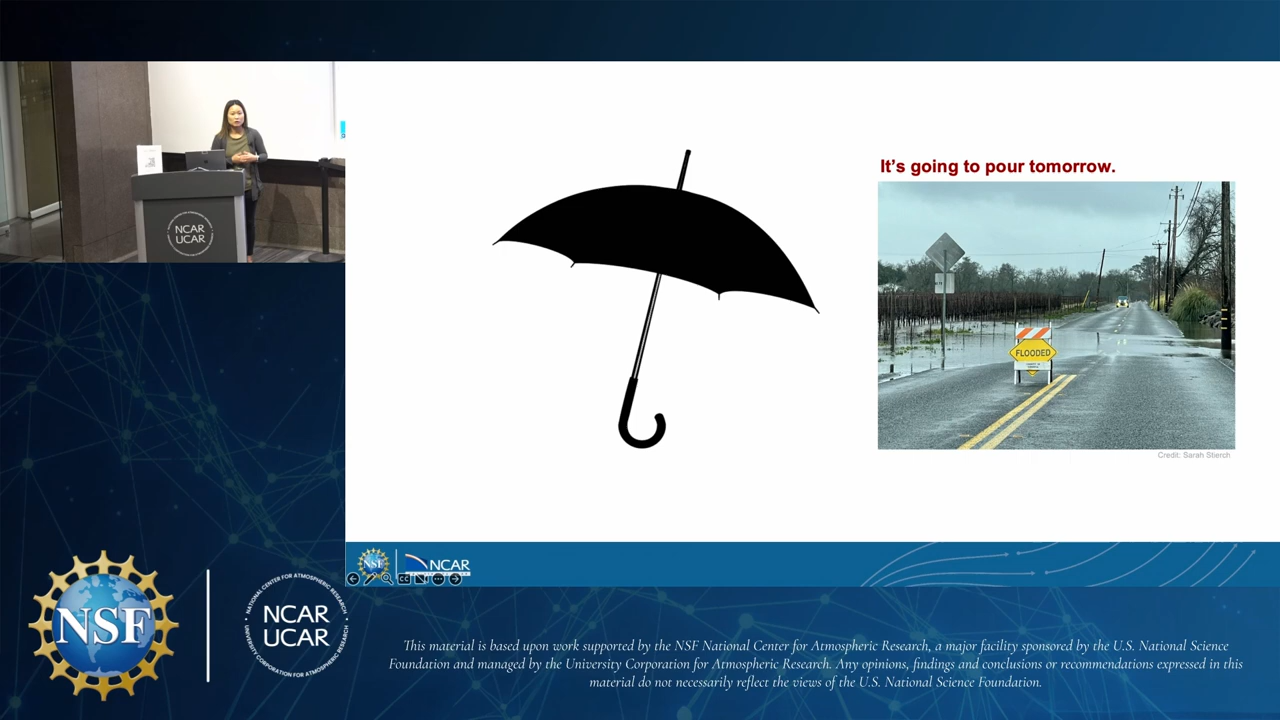 NCAR
UCAR
It's going to pour tomorrow.
FLOODED
Credit: Sarah Stierch
NSF
NCAR
CC
NSF
NATIONAL CENTER FOR ATMOSPHERIC RESEARCH
NCAR
UCAR
UNIVERSITY CORPORATION FOR ATMOSPHERIC RESEARCH
This material is based upon work supported by the NSF National Center for Atmospheric Research, a major facility sponsored by the U.S. National Science
Foundation and managed by the University Corporation for Atmospheric Research. Any opinions, findings and conclusions or recommendations expressed in this
material do not necessarily reflect the views of the U.S. National Science Foundation.